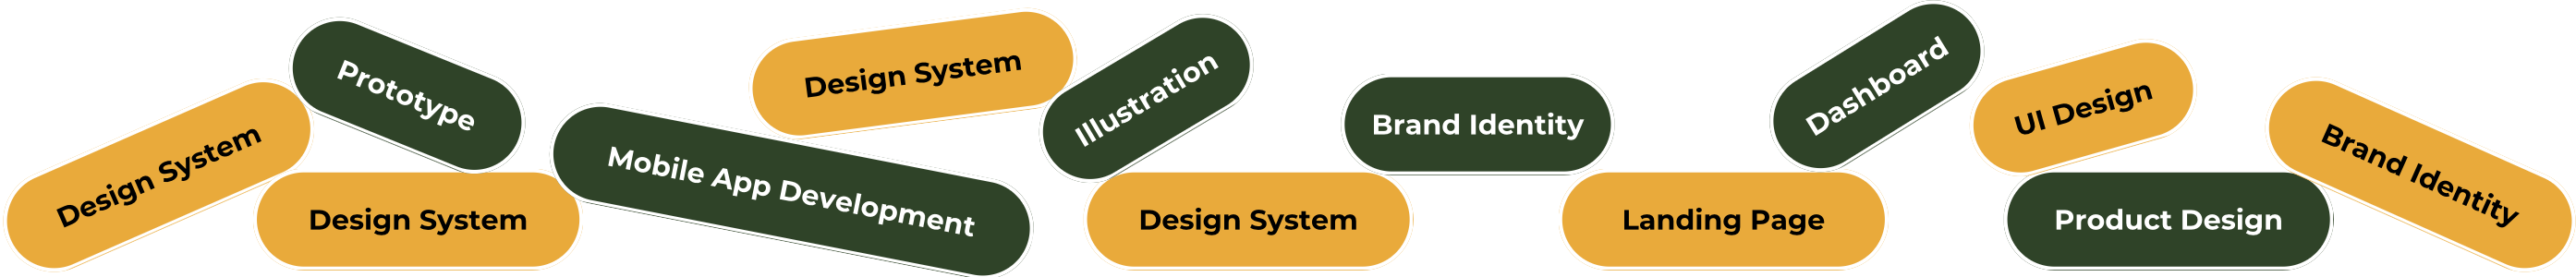 Design System
Prototype
Design System
Mobile App Development
Design System
Illustration
Design System
Brand Identity
Landing Page
Dashboard
UI Design
Product Design
Brand Identity